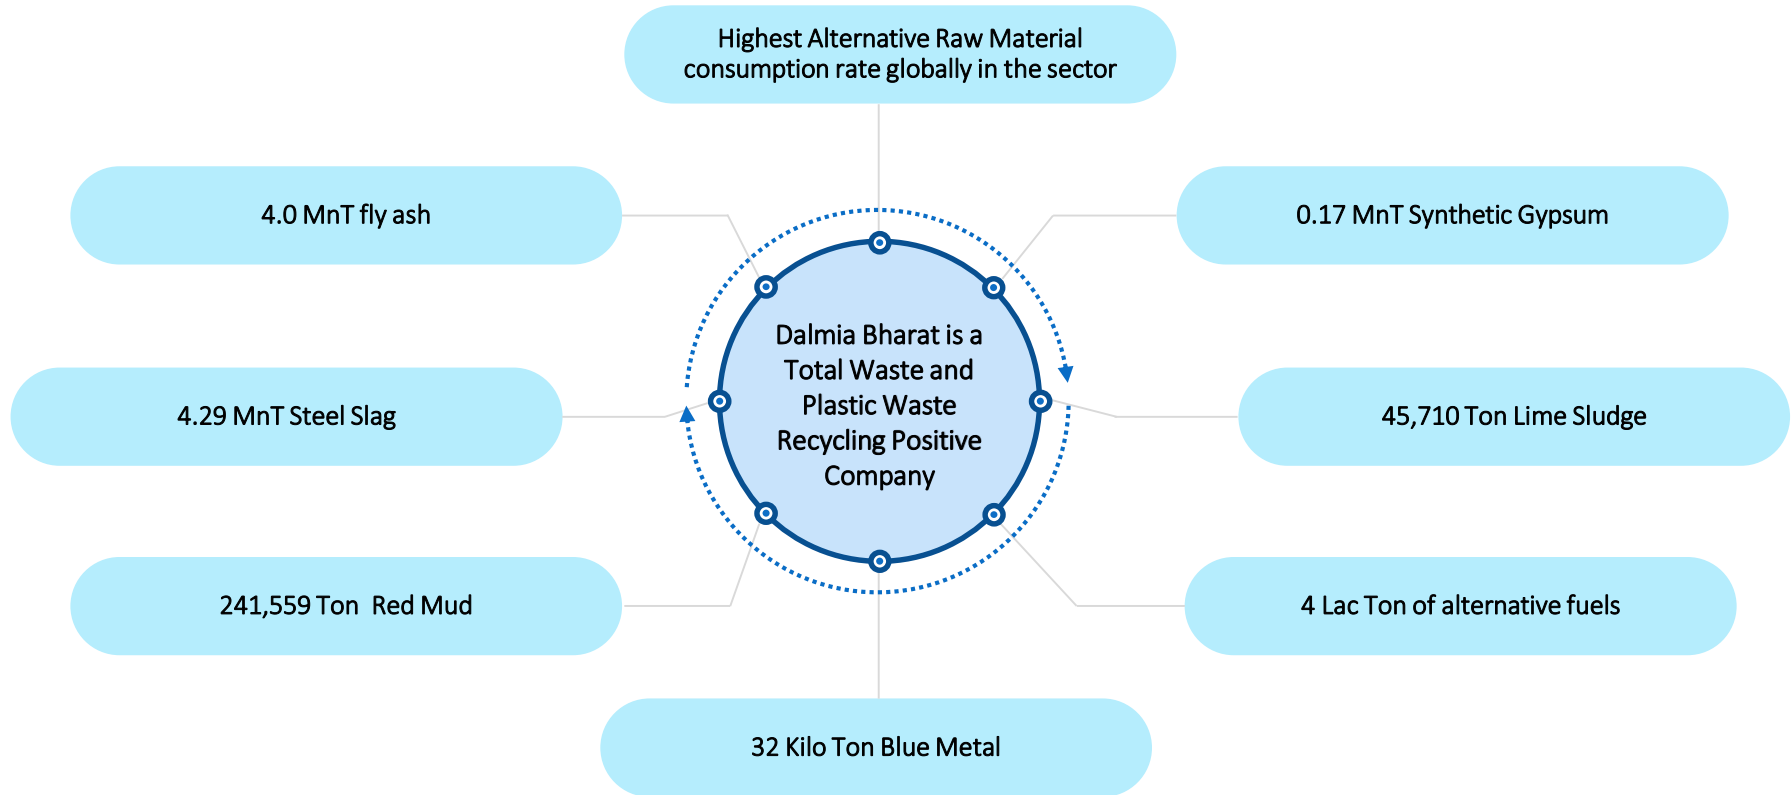 Highest Alternative Raw Material
consumption rate globally in the sector
4.0 MnT fly ash
0.17 MnT Synthetic Gypsum
Dalmia Bharat is a
Total Waste and
Plastic Waste
Recycling Positive
Company
4.29 MnT Steel Slag
45,710 Ton Lime Sludge
241,559 Ton  Red Mud
4 Lac Ton of alternative fuels
32 Kilo Ton Blue Metal